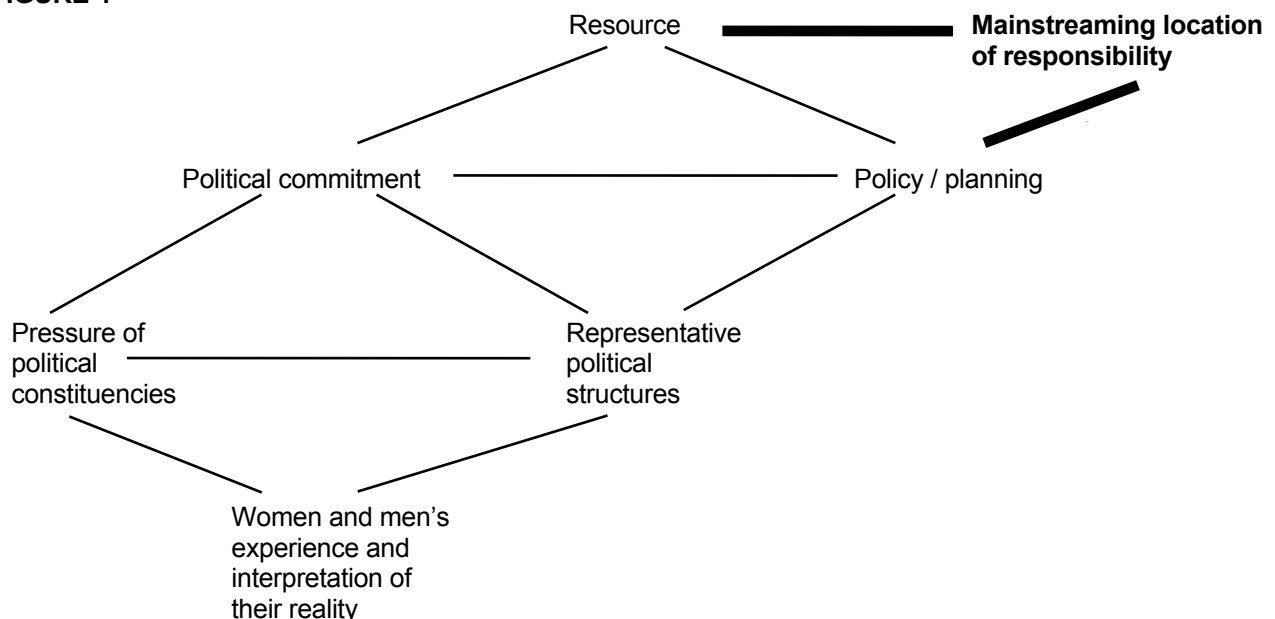 Resource
Mainstreaming location
of responsibility
Political commitment
Policy / planning
Pressure of
political
constituencies
Representative
political
structures
Women and men’s
experience and
interpretation of
their reality